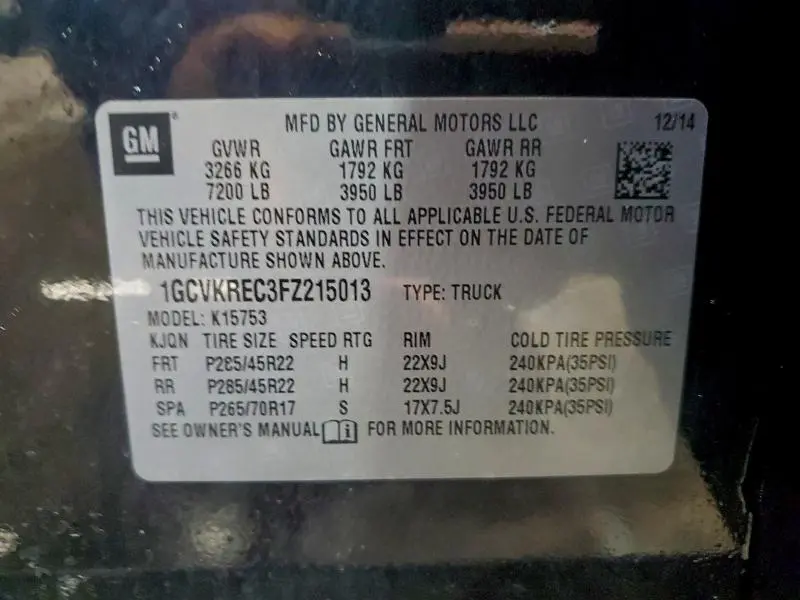 GM
MFD BY GENERAL MOTORS LLC 12/14
GVWR GAWR FRT GAWR RR
3266 KG 1792 KG 1792 KG
7200 LB 3950 LB 3950 LB
THIS VEHICLE CONFORMS TO ALL APPLICABLE U.S. FEDERAL MOTOR
VEHICLE SAFETY STANDARDS IN EFFECT ON THE DATE OF
MANUFACTURE SHOWN ABOVE.
1GCVKREC3FZ215013 TYPE: TRUCK
MODEL: K15753
KJQN TIRE SIZE SPEED RTG RIM COLD TIRE PRESSURE
FRT P285/45R22 H 22X9J 240KPA(35PSI)
RR P285/45R22 H 22X9J 240KPA(35PSI)
SPA P265/70R17 S 17X7.5J 240KPA(35PSI)
SEE OWNER'S MANUAL i FOR MORE INFORMATION.